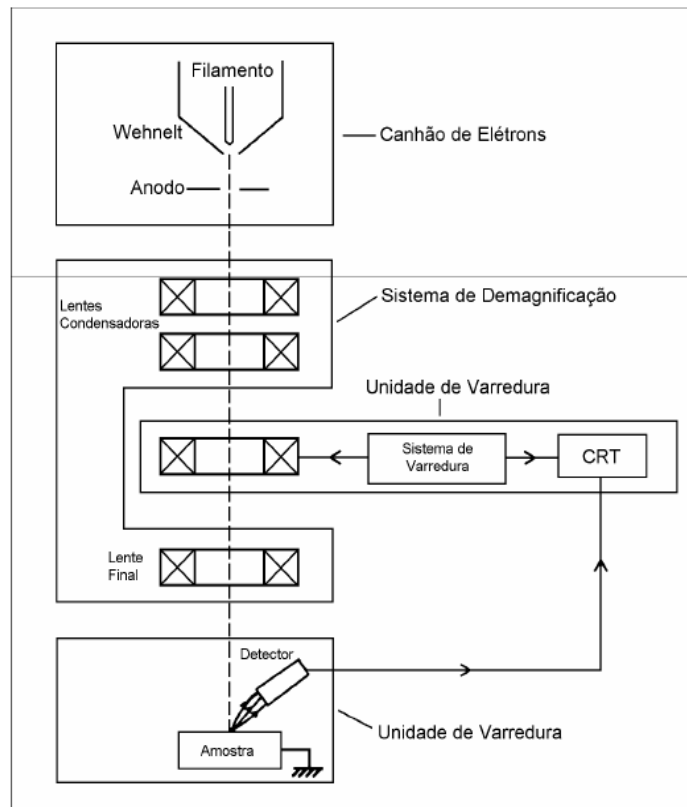 Filamento
Wehnelt
Canhão de Elétrons
Anodo
Lentes
Condensadoras
Sistema de Demagnificação
Unidade de Varredura
Sistema de
Varredura
CRT
Lente
Final
Detector
Amostra
Unidade de Varredura